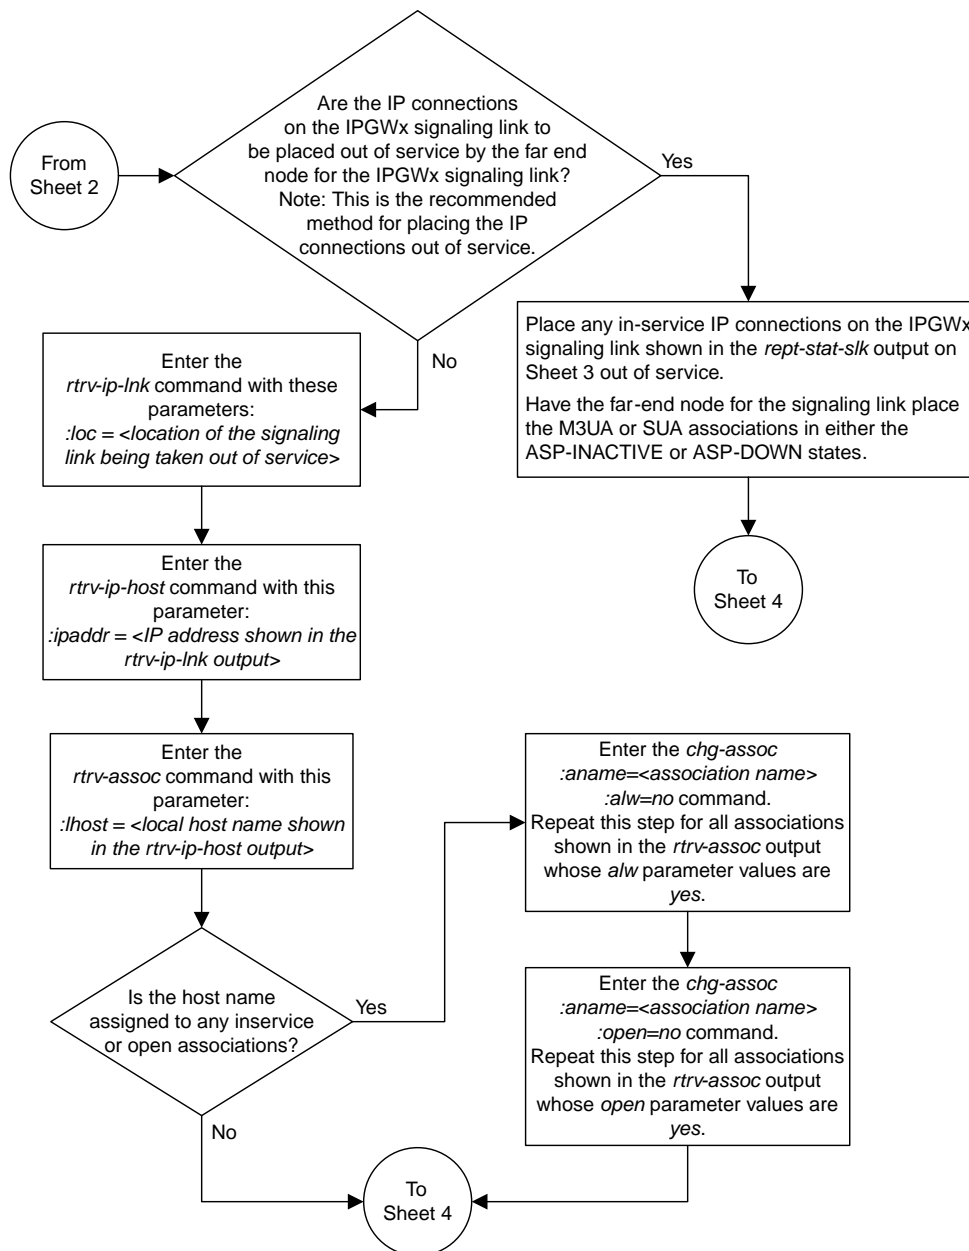 Are the IP connections
on the IPGWx signaling link to
be placed out of service by the far end
node for the IPGWx signaling link?
Note: This is the recommended
method for placing the IP
connections out of service.
From
Sheet 2
Yes
No
Place any in-service IP connections on the IPGWx
signaling link shown in the rept-stat-slk output on
Sheet 3 out of service.
Have the far-end node for the signaling link place
the M3UA or SUA associations in either the
ASP-INACTIVE or ASP-DOWN states.
To
Sheet 4
Enter the
rtrv-ip-lnk command with these
parameters:
:loc = <location of the signaling
link being taken out of service>
Enter the
rtrv-ip-host command with this
parameter:
:ipaddr = <IP address shown in the
rtrv-ip-lnk output>
Enter the
rtrv-assoc command with this
parameter:
:lhost = <local host name shown
in the rtrv-ip-host output>
Is the host name
assigned to any inservice
or open associations?
Yes
No
Enter the chg-assoc
:aname=<association name>
:alw=no command.
Repeat this step for all associations
shown in the rtrv-assoc output
whose alw parameter values are
yes.
Enter the chg-assoc
:aname=<association name>
:open=no command.
Repeat this step for all associations
shown in the rtrv-assoc output
whose open parameter values are
yes.
To
Sheet 4